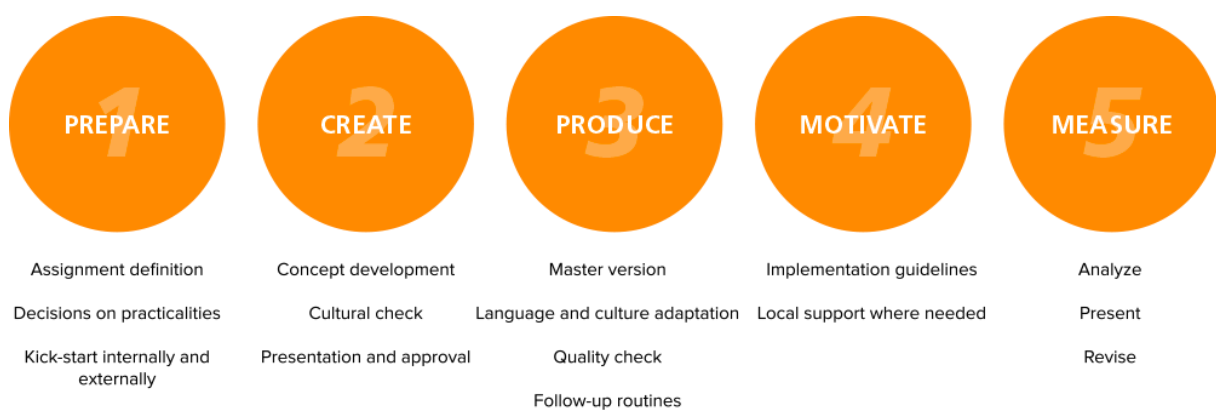 1
PREPARE
Assignment definition
Decisions on practicalities
Kick-start internally and
externally
2
CREATE
Concept development
Cultural check
Presentation and approval
3
PRODUCE
Master version
Language and culture adaptation
Quality check
Follow-up routines
4
MOTIVATE
Implementation guidelines
Local support where needed
5
MEASURE
Analyze
Present
Revise